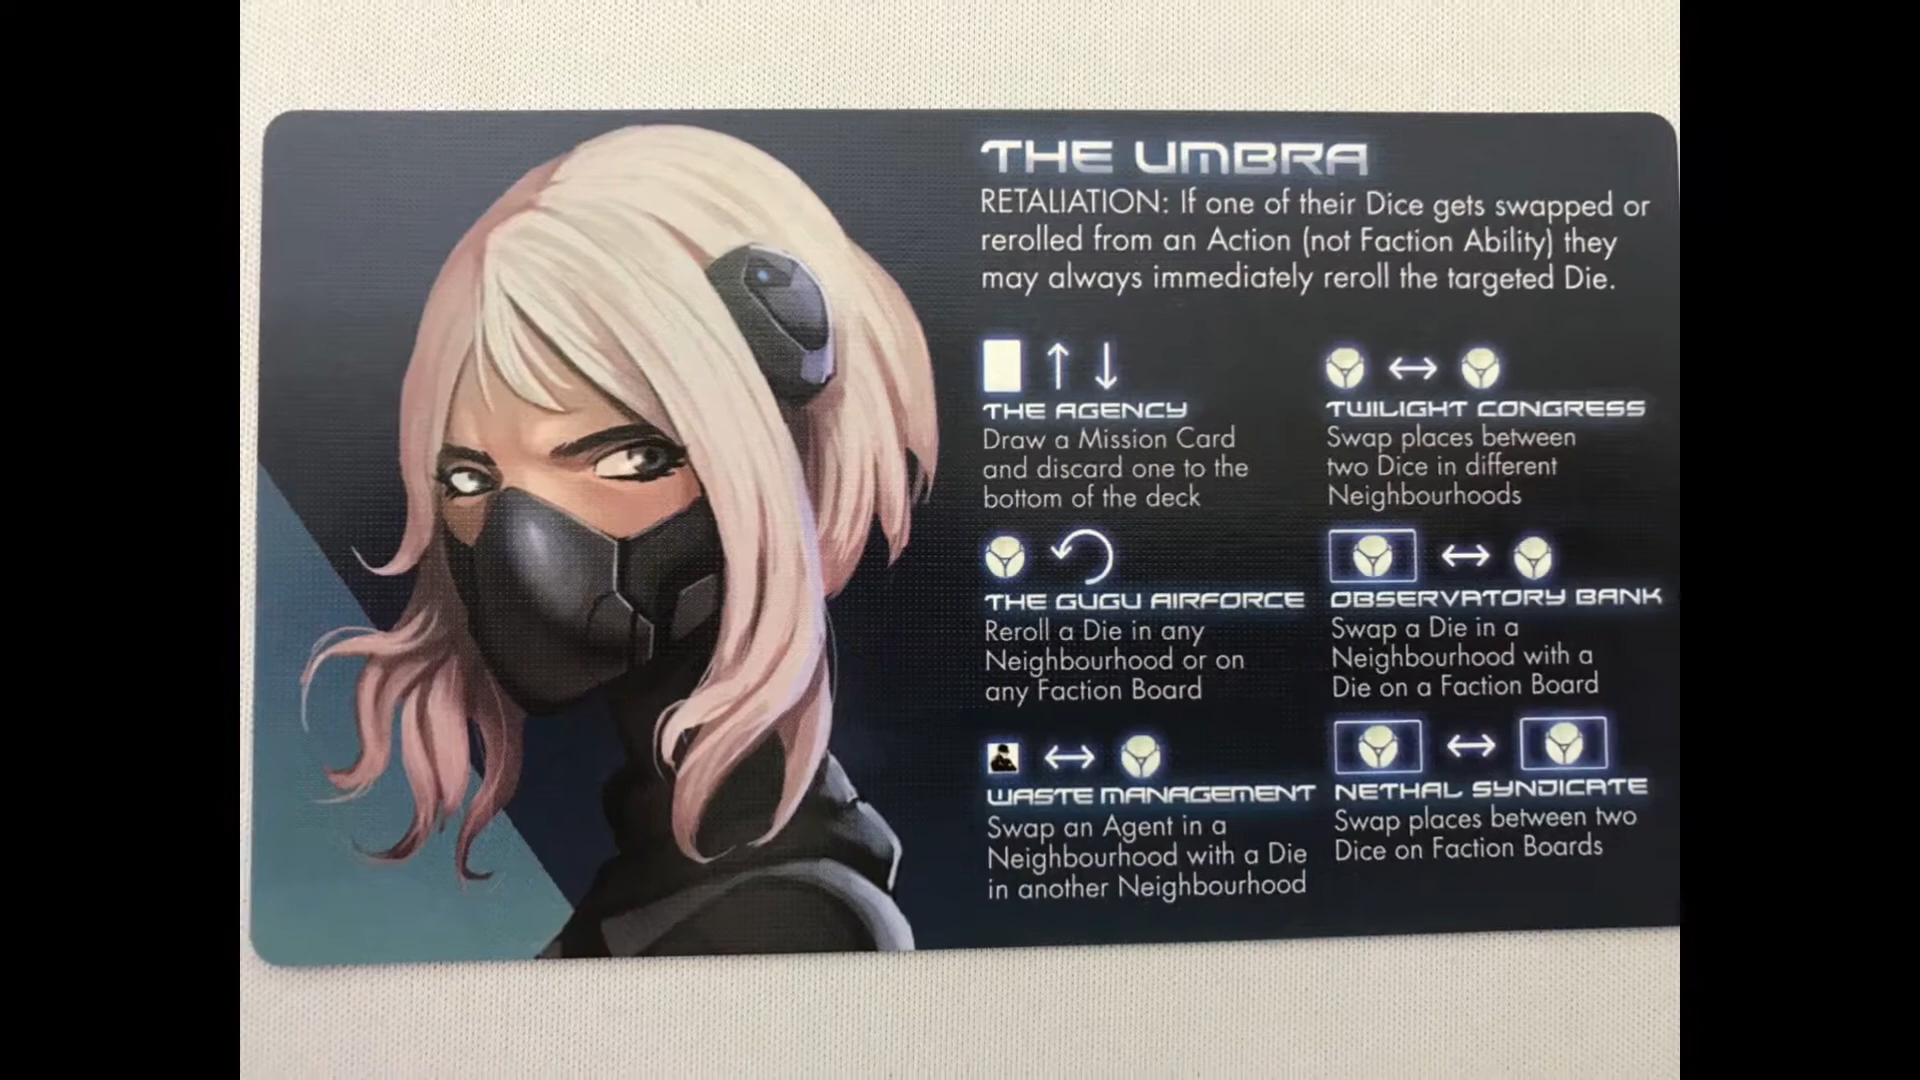 THE UMBRA
RETALIATION: If one of their Dice gets swapped or
rerolled from an Action (not Faction Ability) they
may always immediately reroll the targeted Die.
THE AGENCY
Draw a Mission Card
and discard one to the
bottom of the deck
TWILIGHT CONGRESS
Swap places between
two Dice in different
Neighbourhoods
THE GUGU AIRFORCE
Reroll a Die in any
Neighbourhood or on
any Faction Board
OBSERVATORY BANK
Swap a Die in a
Neighbourhood with a
Die on a Faction Board
WASTE MANAGEMENT
Swap an Agent in a
Neighbourhood with a Die
in another Neighbourhood
NETHAL SYNDICATE
Swap places between two
Dice on Faction Boards